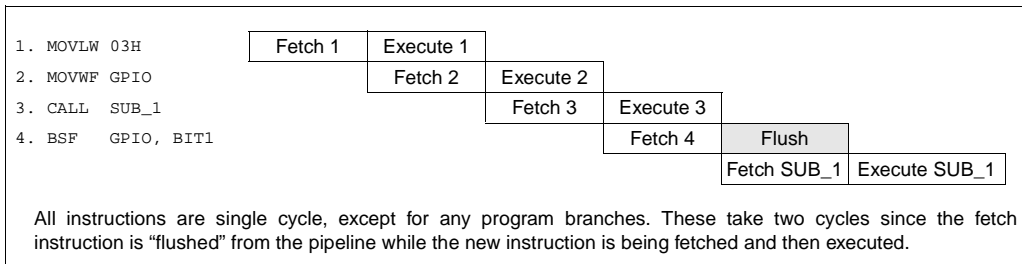 1. MOVLW 03H Fetch 1 Execute 1
2. MOVWF GPIO Fetch 2 Execute 2
3. CALL SUB_1 Fetch 3 Execute 3
4. BSF GPIO, BIT1 Fetch 4 Flush
Fetch SUB_1 Execute SUB_1
All instructions are single cycle, except for any program branches. These take two cycles since the fetch
instruction is “flushed” from the pipeline while the new instruction is being fetched and then executed.